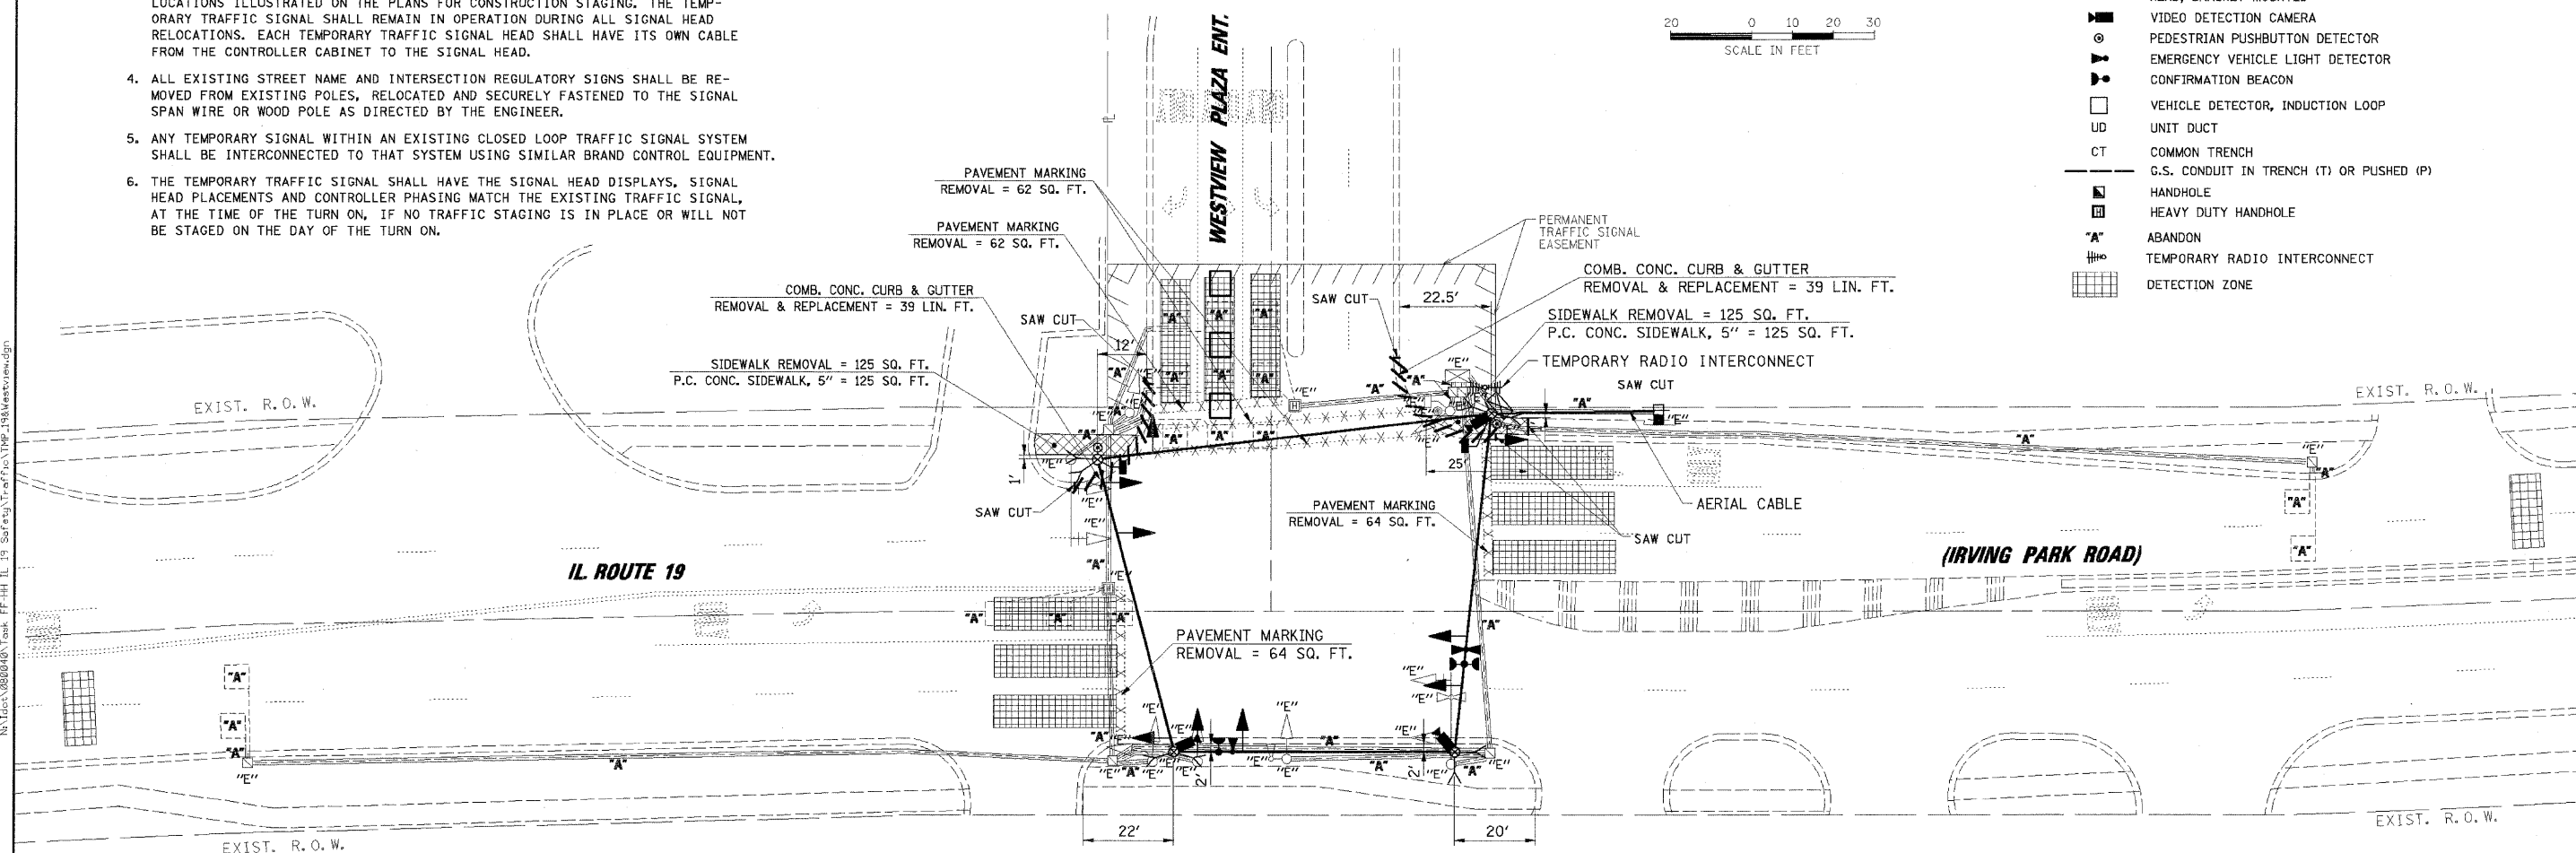 LOCATIONS ILLUSTRATED ON THE PLANS FOR CONSTRUCTION STAGING. THE TEMP-
ORARY TRAFFIC SIGNAL SHALL REMAIN IN OPERATION DURING ALL SIGNAL HEAD
RELOCATIONS. EACH TEMPORARY TRAFFIC SIGNAL HEAD SHALL HAVE ITS OWN CABLE
FROM THE CONTROLLER CABINET TO THE SIGNAL HEAD.
4. ALL EXISTING STREET NAME AND INTERSECTION REGULATORY SIGNS SHALL BE RE-
MOVED FROM EXISTING POLES, RELOCATED AND SECURELY FASTENED TO THE SIGNAL
SPAN WIRE OR WOOD POLE AS DIRECTED BY THE ENGINEER.
5. ANY TEMPORARY SIGNAL WITHIN AN EXISTING CLOSED LOOP TRAFFIC SIGNAL SYSTEM
SHALL BE INTERCONNECTED TO THAT SYSTEM USING SIMILAR BRAND CONTROL EQUIPMENT.
6. THE TEMPORARY TRAFFIC SIGNAL SHALL HAVE THE SIGNAL HEAD DISPLAYS, SIGNAL
HEAD PLACEMENTS AND CONTROLLER PHASING MATCH THE EXISTING TRAFFIC SIGNAL,
AT THE TIME OF THE TURN ON, IF NO TRAFFIC STAGING IS IN PLACE OR WILL NOT
BE STAGED ON THE DAY OF THE TURN ON.
20 0 10 20 30
SCALE IN FEET
VIDEO DETECTION CAMERA
PEDESTRIAN PUSHBUTTON DETECTOR
EMERGENCY VEHICLE LIGHT DETECTOR
CONFIRMATION BEACON
VEHICLE DETECTOR, INDUCTION LOOP
UD UNIT DUCT
CT COMMON TRENCH
G.S. CONDUIT IN TRENCH (T) OR PUSHED (P)
HANDHOLE
H HEAVY DUTY HANDHOLE
"A" ABANDON
TEMPORARY RADIO INTERCONNECT
DETECTION ZONE
WESTVIEW PLAZA ENT.
PL
PAVEMENT MARKING
REMOVAL = 62 SQ. FT.
PAVEMENT MARKING
REMOVAL = 62 SQ. FT.
COMB. CONC. CURB & GUTTER
REMOVAL & REPLACEMENT = 39 LIN. FT.
SAW CUT
12'
SIDEWALK REMOVAL = 125 SQ. FT.
P.C. CONC. SIDEWALK, 5" = 125 SQ. FT.
PERMANENT
TRAFFIC SIGNAL
EASEMENT
COMB. CONC. CURB & GUTTER
REMOVAL & REPLACEMENT = 39 LIN. FT.
SAW CUT
22.5'
SIDEWALK REMOVAL = 125 SQ. FT.
P.C. CONC. SIDEWALK, 5" = 125 SQ. FT.
TEMPORARY RADIO INTERCONNECT
SAW CUT
EXIST. R.O.W.
EXIST. R.O.W.
"A" "A" "A"
"A" "A" "A"
"A" "A" "A"
"E"
"A"
"E"
1'
SAW CUT
25'
PAVEMENT MARKING
REMOVAL = 64 SQ. FT.
AERIAL CABLE
SAW CUT
IL. ROUTE 19
(IRVING PARK ROAD)
PAVEMENT MARKING
REMOVAL = 64 SQ. FT.
"A"
"A"
"A"
"E"
"A"
2'
2'
22'
20'
EXIST. R.O.W.
EXIST. R.O.W.